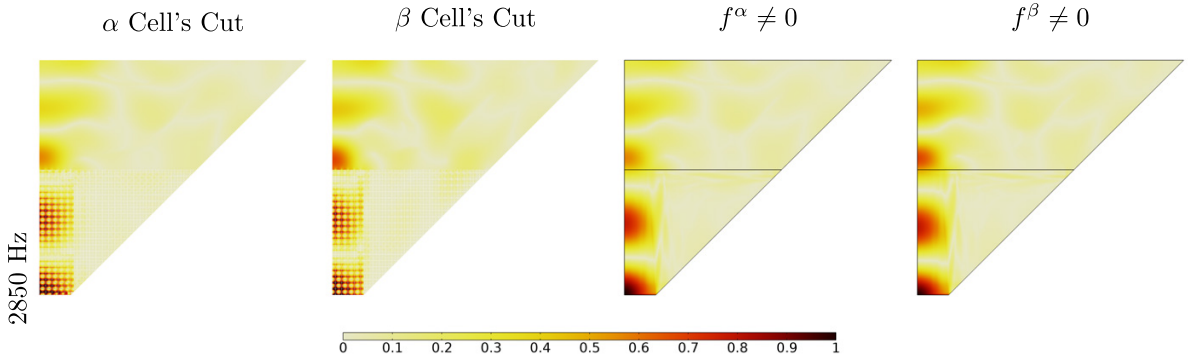 α Cell's Cut
β Cell's Cut
f^α ≠ 0
f^β ≠ 0
2850 Hz
0 0.1 0.2 0.3 0.4 0.5 0.6 0.7 0.8 0.9 1